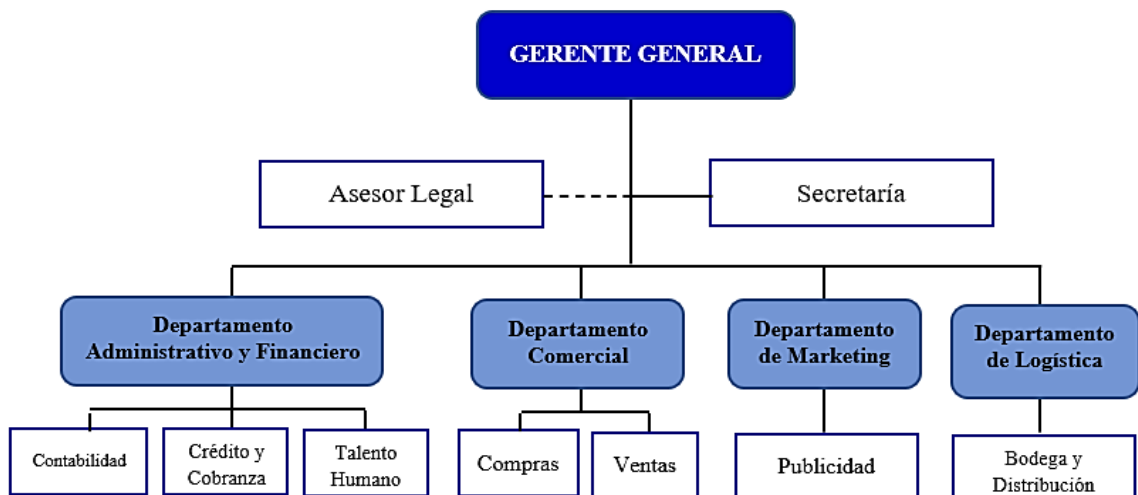 GERENTE GENERAL
Asesor Legal
Secretaría
Departamento
Administrativo y Financiero
Departamento
Comercial
Departamento
de Marketing
Departamento
de Logística
Contabilidad
Crédito y
Cobranza
Talento
Humano
Compras
Ventas
Publicidad
Bodega y
Distribución